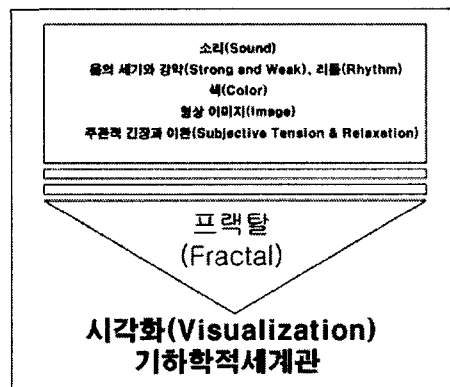 소리(Sound)
음의 세기와 강약(Strong and Weak), 리듬(Rhythm)
색(Color)
형상 이미지(Image)
주관적 긴장과 이완(Subjective Tension & Relaxation)
프랙탈
(Fractal)
시각화(Visualization)
기하학적세계관